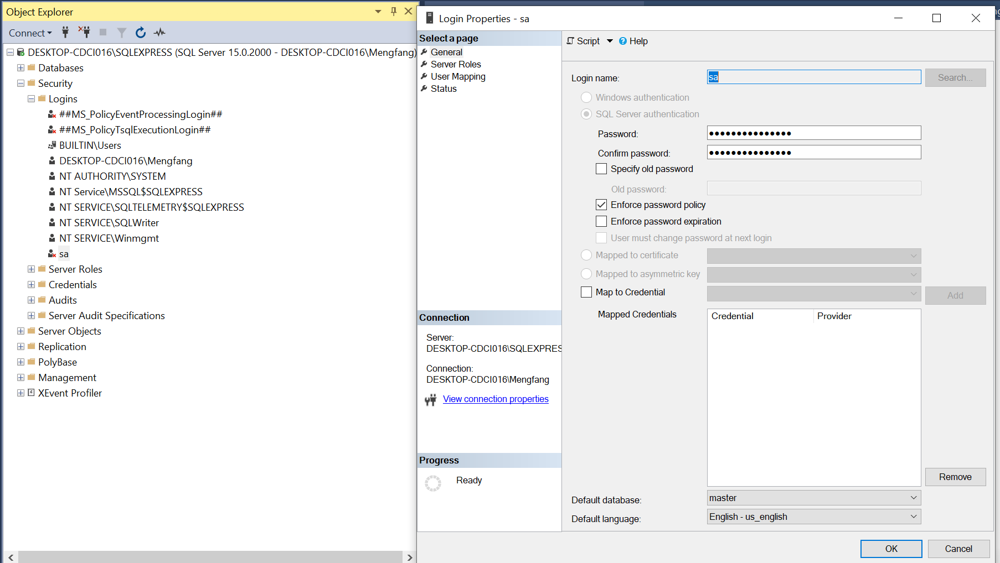 Object Explorer
Connect
DESKTOP-CDCI016\SQLEXPRESS (SQL Server 15.0.2000 - DESKTOP-CDCI016\Mengfang)
Databases
Security
Logins
##MS_PolicyEventProcessingLogin##
##MS_PolicyTsqlExecutionLogin##
BUILTIN\Users
DESKTOP-CDCI016\Mengfang
NT AUTHORITY\SYSTEM
NT Service\MSSQL$SQLEXPRESS
NT SERVICE\SQLTELEMETRY$SQLEXPRESS
NT SERVICE\SQLWriter
NT SERVICE\Winmgmt
sa
Server Roles
Credentials
Audits
Server Audit Specifications
Server Objects
Replication
PolyBase
Management
XEvent Profiler
Login Properties - sa
Select a page
General
Server Roles
User Mapping
Status
Connection
Server:
DESKTOP-CDCI016\SQLEXPRES
Connection:
DESKTOP-CDCI016\Mengfang
View connection properties
Progress
Ready
Script
Help
Login name:
sa
Search...
Windows authentication
SQL Server authentication
Password:
●●●●●●●●●●●●●●●
Confirm password:
●●●●●●●●●●●●●●●
Specify old password
Old password:
Enforce password policy
Enforce password expiration
User must change password at next login
Mapped to certificate
Mapped to asymmetric key
Map to Credential
Add
Mapped Credentials
Credential Provider
Remove
Default database:
master
Default language:
English - us_english
OK
Cancel